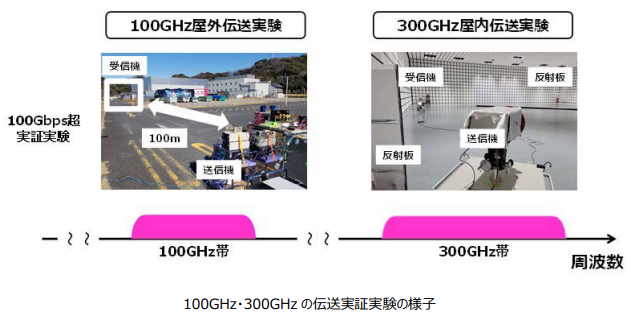 100GHz屋外伝送実験
300GHz屋内伝送実験
100Gbps超
実証実験
受信機
100m
送信機
受信機
反射板
送信機
反射板
100GHz帯
300GHz帯
周波数
100GHz・300GHz の伝送実証実験の様子